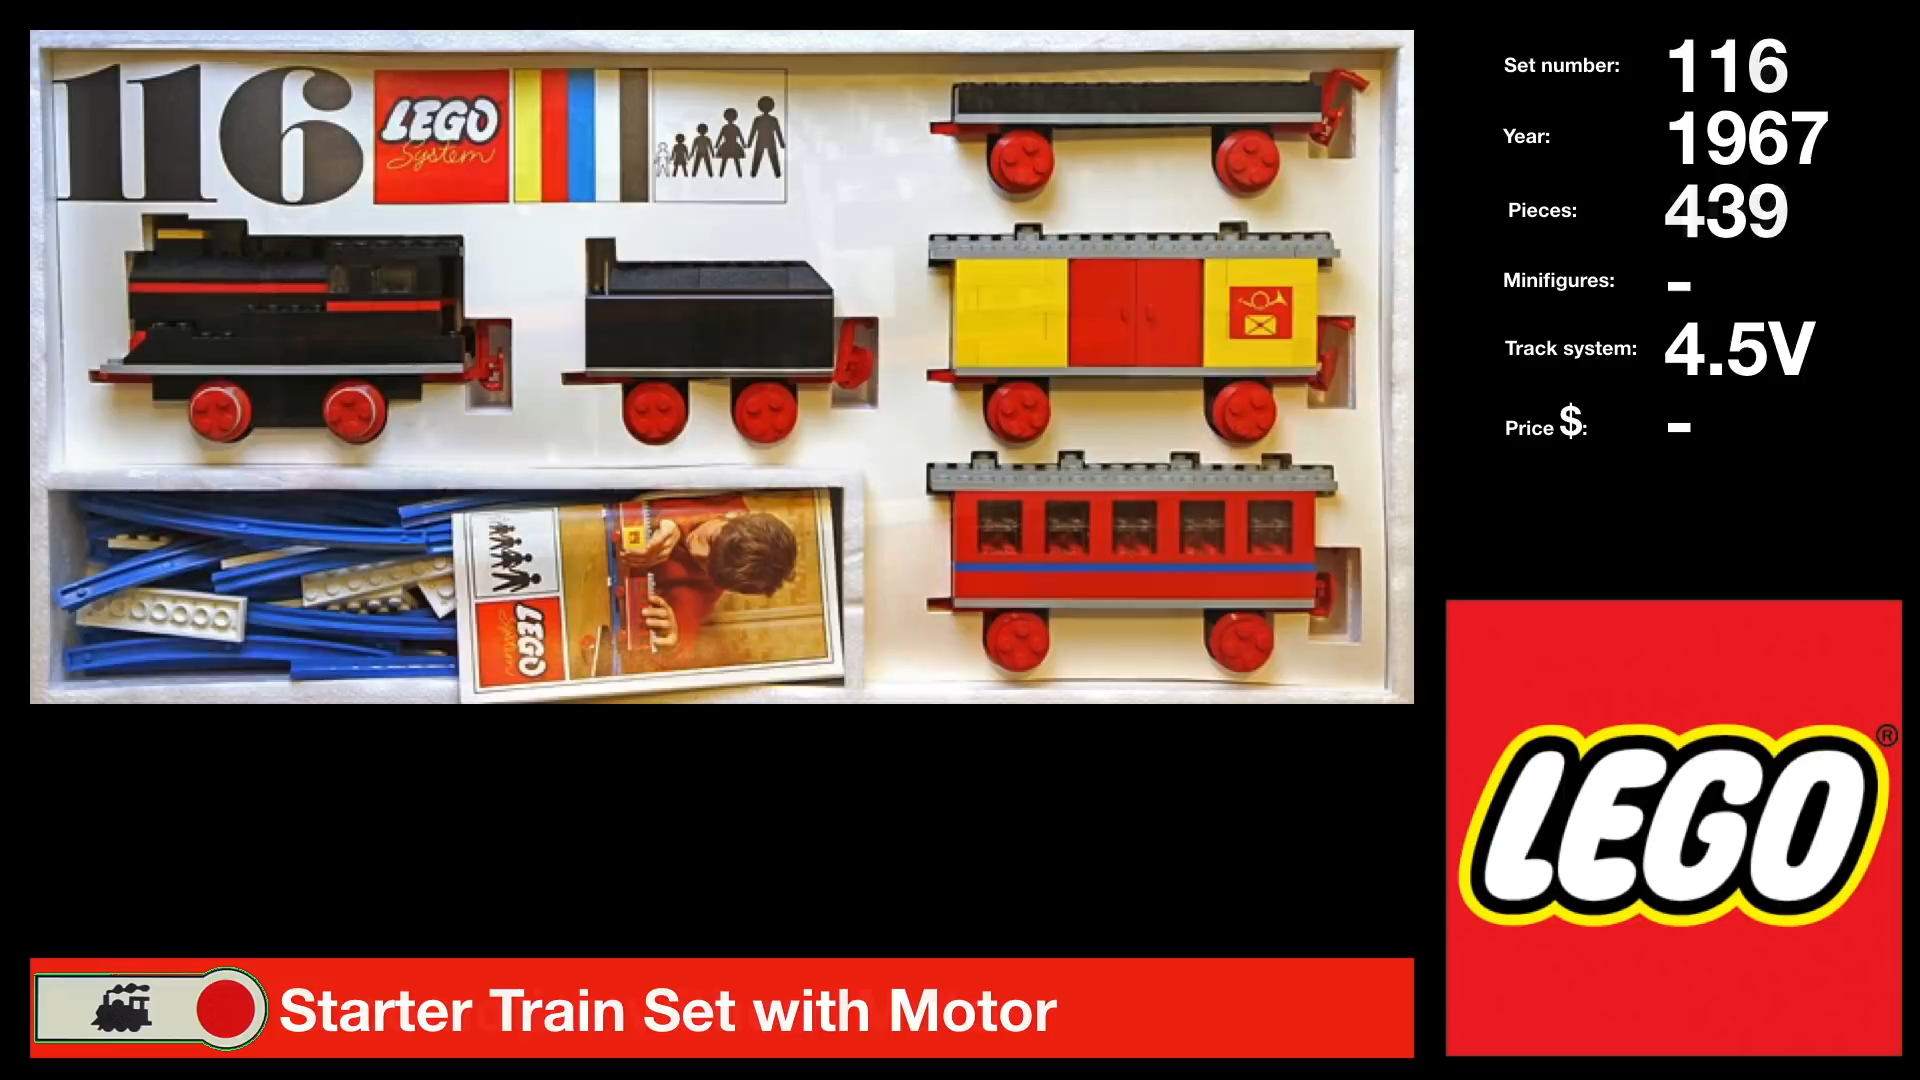 116
LEGO
System
LEGO
System
Set number: 116
Year: 1967
Pieces: 439
Minifigures: -
Track system: 4.5V
Price $: -
LEGO®
Starter Train Set with Motor